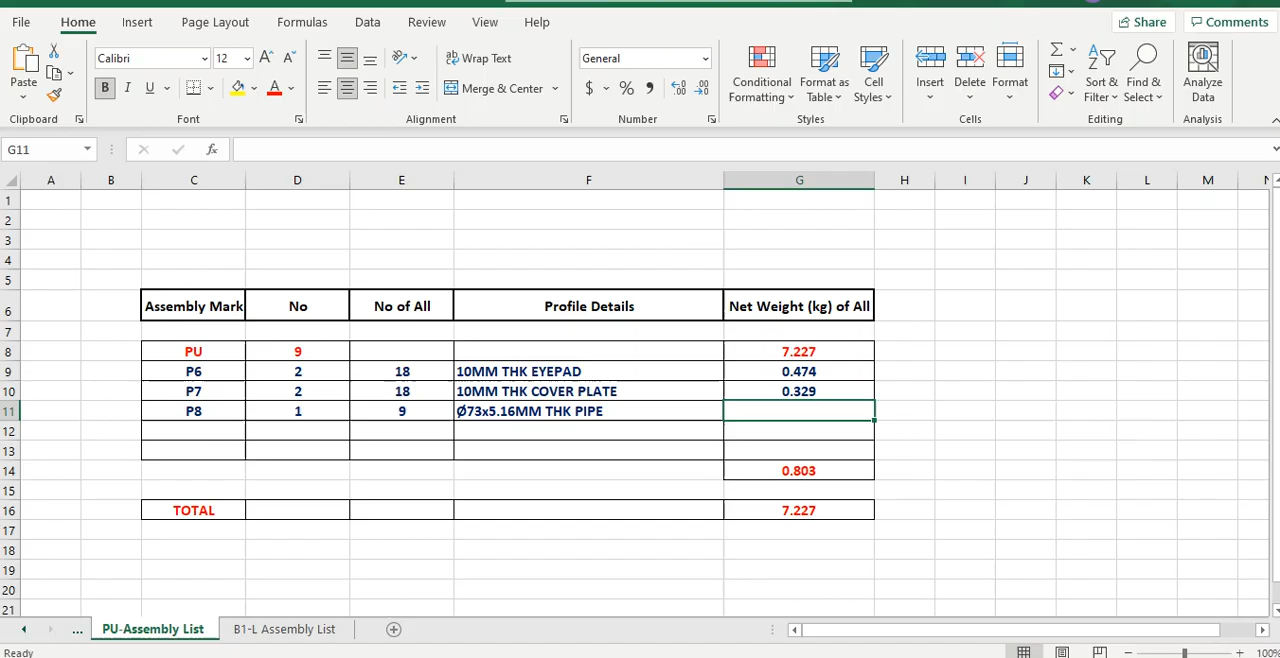 File Home Insert Page Layout Formulas Data Review View Help Share Comments
Paste
Calibri 12 A A
B I U A
ab Wrap Text
Merge & Center
General
$ % 9
Conditional Formatting
Format as Table
Cell Styles
Insert Delete Format
Sort & Filter
Find & Select
Analyze Data
Clipboard Font Alignment Number Styles Cells Editing Analysis
G11 fx
A B C D E F G H I J K L M N
1
2
3
4
5
6 Assembly Mark No No of All Profile Details Net Weight (kg) of All
7
8 PU 9 7.227
9 P6 2 18 10MM THK EYEPAD 0.474
10 P7 2 18 10MM THK COVER PLATE 0.329
11 P8 1 9 Ø73x5.16MM THK PIPE
12
13
14 0.803
15
16 TOTAL 7.227
17
18
19
20
21
... PU-Assembly List B1-L Assembly List
Ready 100%